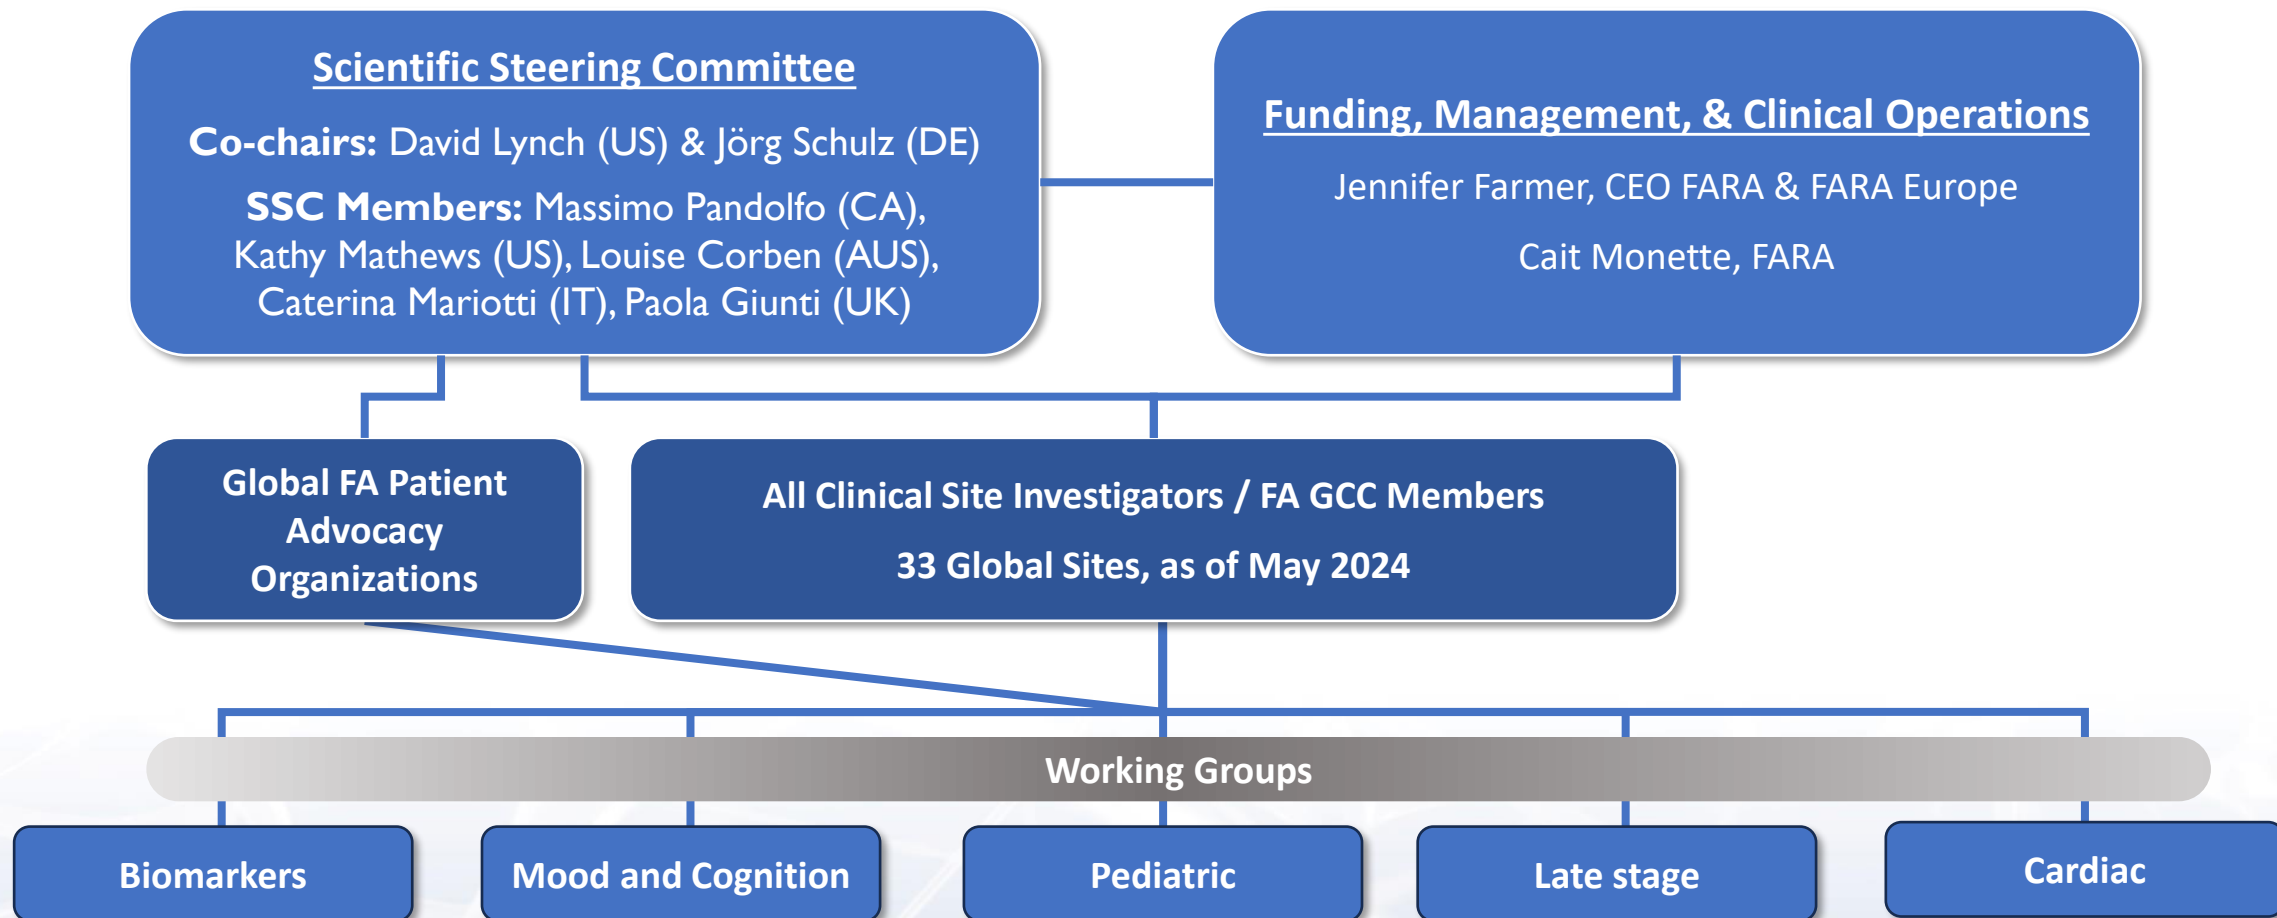 Scientific Steering Committee
Co-chairs: David Lynch (US) & Jörg Schulz (DE)
SSC Members: Massimo Pandolfo (CA),
Kathy Mathews (US), Louise Corben (AUS),
Caterina Mariotti (IT), Paola Giunti (UK)
Funding, Management, & Clinical Operations
Jennifer Farmer, CEO FARA & FARA Europe
Cait Monette, FARA
Global FA Patient
Advocacy
Organizations
All Clinical Site Investigators / FA GCC Members
33 Global Sites, as of May 2024
Working Groups
Biomarkers
Mood and Cognition
Pediatric
Late stage
Cardiac